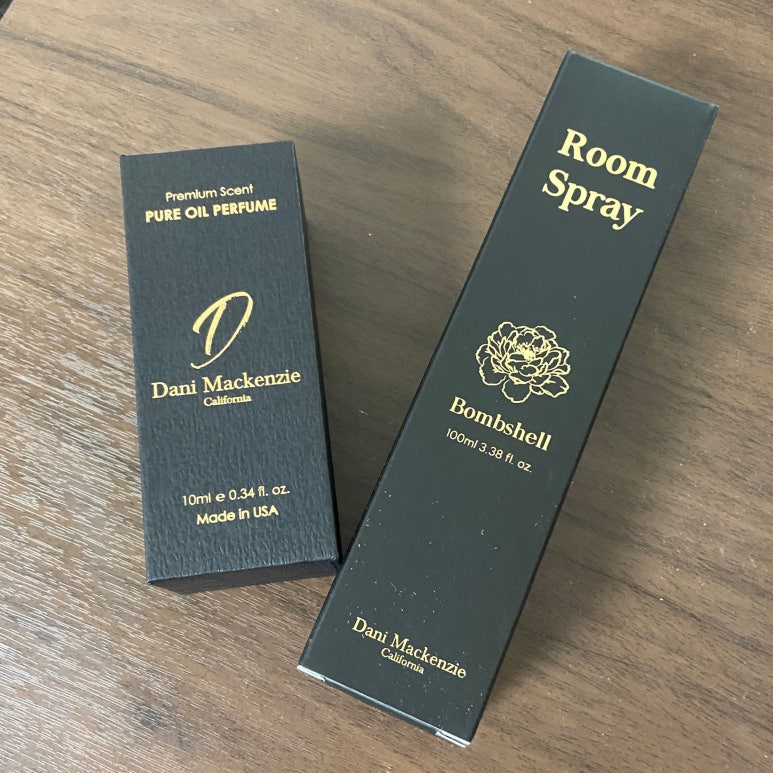 Premium Scent
PURE OIL PERFUME
D
Dani Mackenzie
California
10ml e 0.34 fl. oz.
Made in USA
Room
Spray
Bombshell
100ml 3.38 fl. oz.
Dani Mackenzie
California